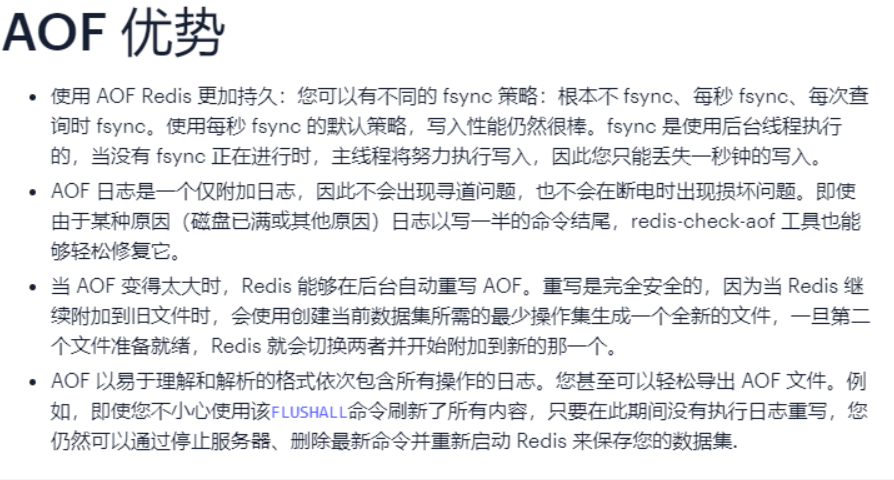 AOF 优势
• 使用 AOF Redis 更加持久：您可以有不同的 fsync 策略：根本不 fsync、每秒 fsync、每次查
询时 fsync。使用每秒 fsync 的默认策略，写入性能仍然很棒。fsync 是使用后台线程执行
的，当没有 fsync 正在进行时，主线程将努力执行写入，因此您只能丢失一秒钟的写入。
• AOF 日志是一个仅附加日志，因此不会出现寻道问题，也不会在断电时出现损坏问题。即使
由于某种原因（磁盘已满或其他原因）日志以写一半的命令结尾，redis-check-aof 工具也能
够轻松修复它。
• 当 AOF 变得太大时，Redis 能够在后台自动重写 AOF。重写是完全安全的，因为当 Redis 继
续附加到旧文件时，会使用创建当前数据集所需的最少操作集生成一个全新的文件，一旦第二
个文件准备就绪，Redis 就会切换两者并开始附加到新的那一个。
• AOF 以易于理解和解析的格式依次包含所有操作的日志。您甚至可以轻松导出 AOF 文件。例
如，即使您不小心使用该FLUSHALL命令刷新了所有内容，只要在此期间没有执行日志重写，您
仍然可以通过停止服务器、删除最新命令并重新启动 Redis 来保存您的数据集.